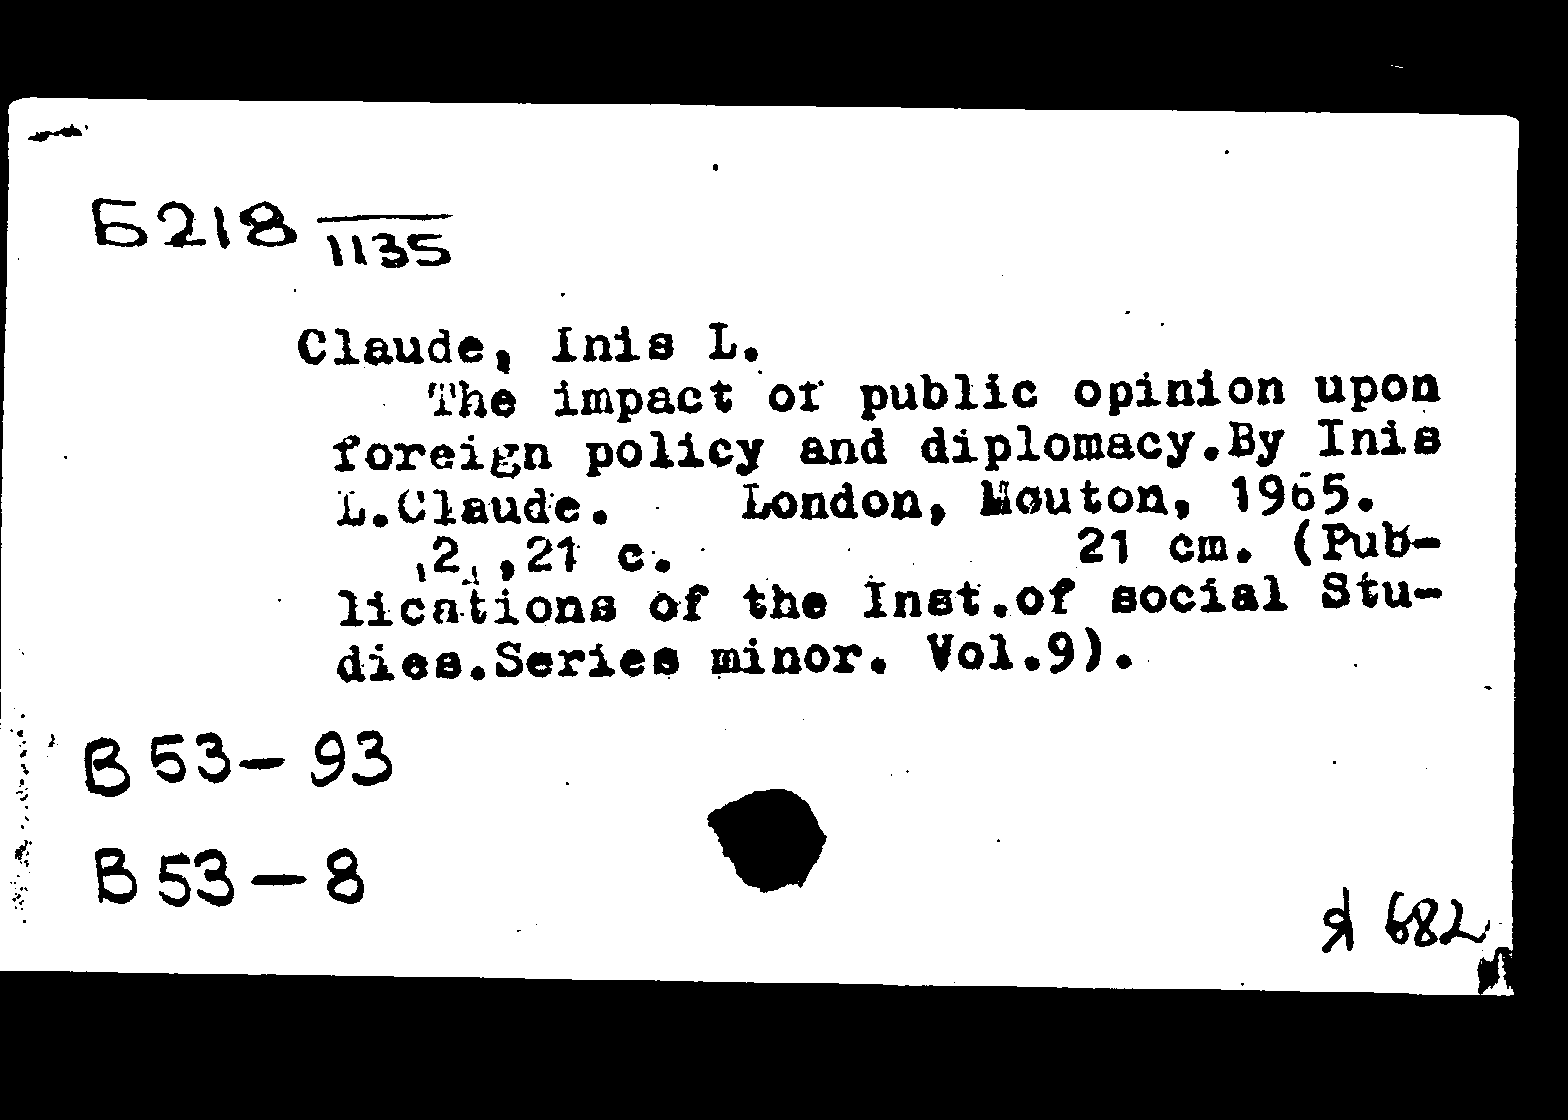 Б218 1135
Claude, Inis L.
The impact of public opinion upon
foreign policy and diplomacy.By Inis
L.Claude. London, Mouton, 1965.
,2, ,21 c. 21 cm. (Pub-
lications of the Inst.of social Stu-
dies.Series minor. Vol.9).
В 53-93
В 53-8
Я 682